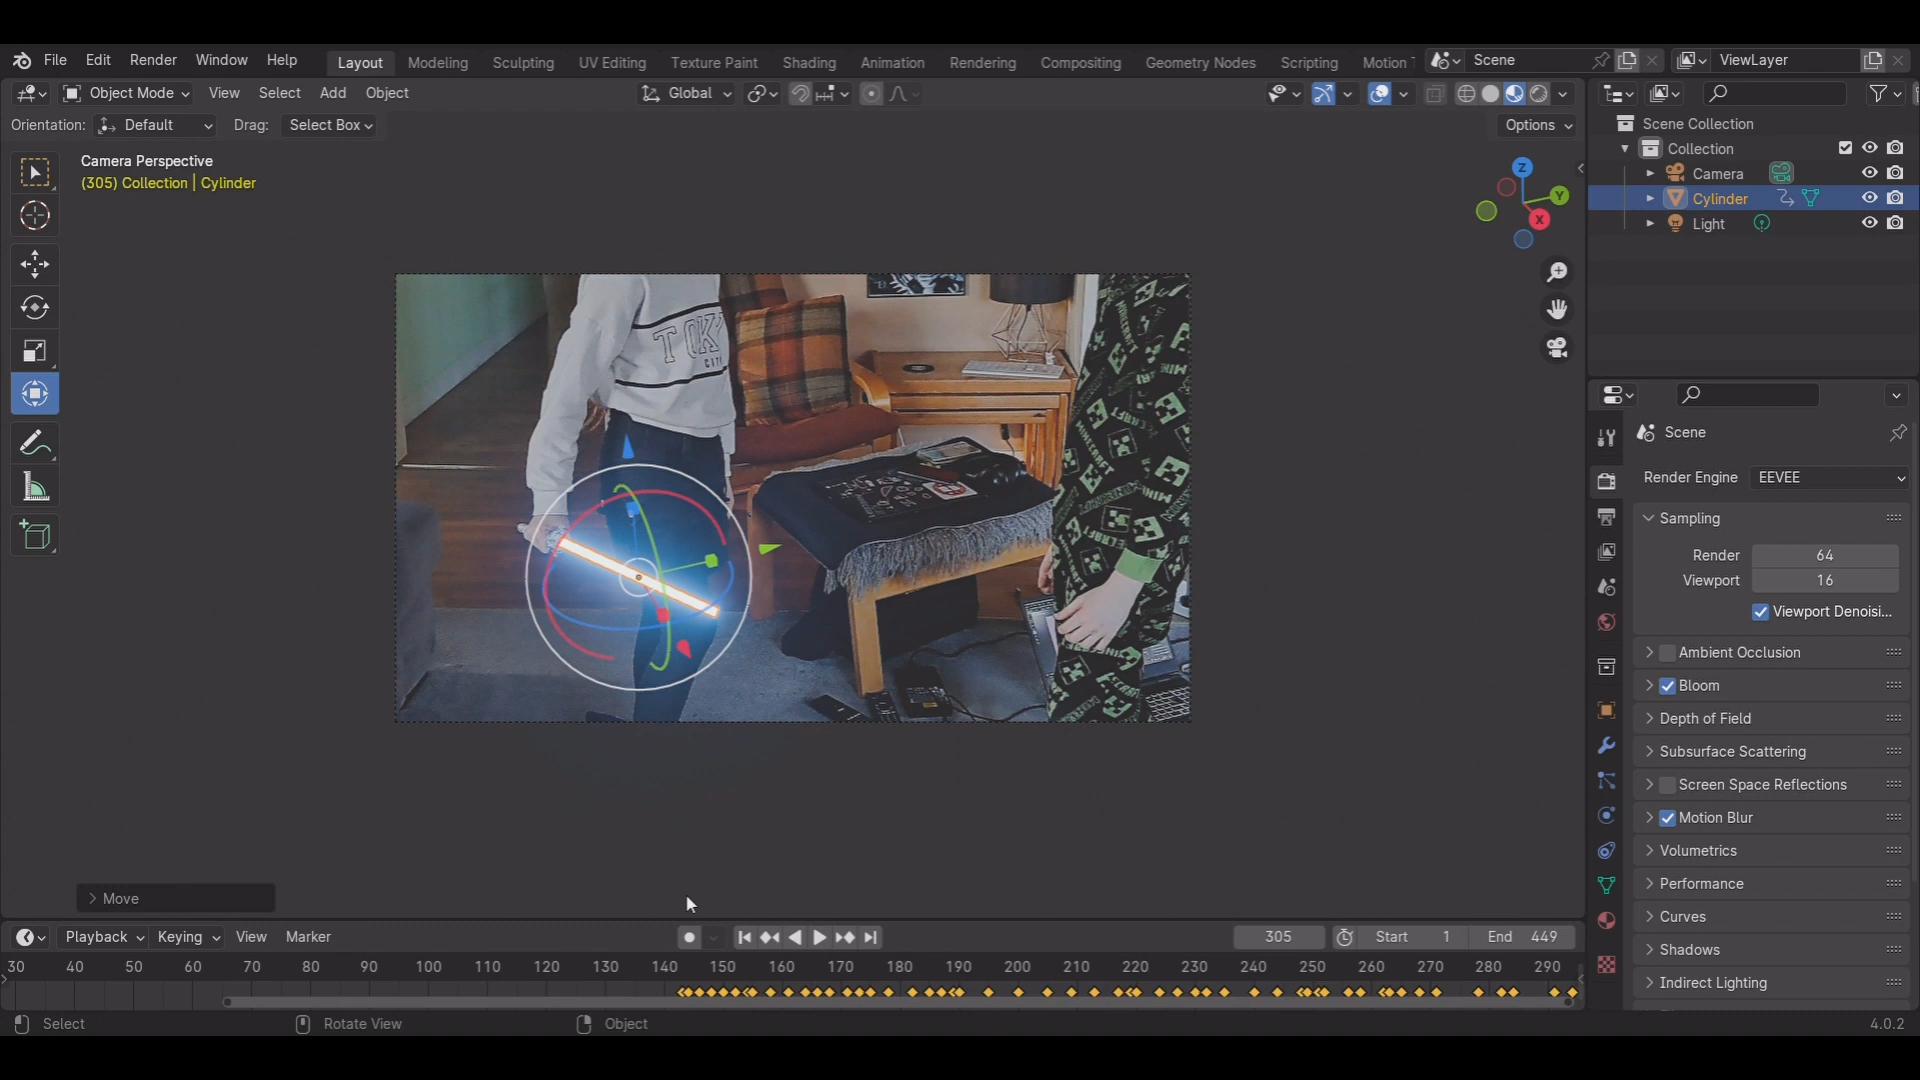 File Edit Render Window Help
Layout Modeling Sculpting UV Editing Texture Paint Shading Animation Rendering Compositing Geometry Nodes Scripting Motion
Scene
ViewLayer
Object Mode View Select Add Object
Global
Orientation: Default Drag: Select Box
Options
Camera Perspective
(305) Collection | Cylinder
Z
Y
X
TOK
CITY
MINECRAFT
Scene Collection
Collection
Camera
Cylinder
Light
Scene
Render Engine EEVEE
Sampling
Render 64
Viewport 16
Viewport Denoisi...
Ambient Occlusion
Bloom
Depth of Field
Subsurface Scattering
Screen Space Reflections
Motion Blur
Volumetrics
Performance
Curves
Shadows
Indirect Lighting
Move
Playback Keying View Marker
305 Start 1 End 449
30 40 50 60 70 80 90 100 110 120 130 140 150 160 170 180 190 200 210 220 230 240 250 260 270 280 290
Select Rotate View Object
4.0.2